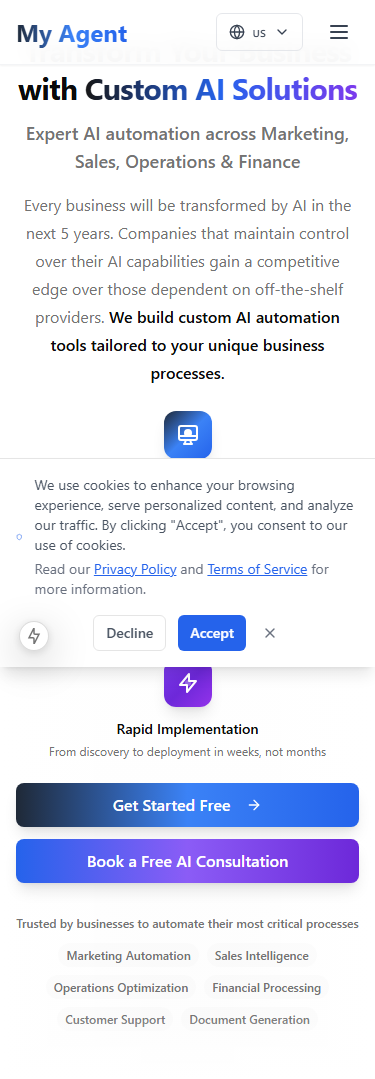 My Agent
us
Transform Your Business
with Custom AI Solutions
Expert AI automation across Marketing,
Sales, Operations & Finance
Every business will be transformed by AI in the
next 5 years. Companies that maintain control
over their AI capabilities gain a competitive
edge over those dependent on off-the-shelf
providers. We build custom AI automation
tools tailored to your unique business
processes.
We use cookies to enhance your browsing
experience, serve personalized content, and analyze
our traffic. By clicking "Accept", you consent to our
use of cookies.
Read our Privacy Policy and Terms of Service for
more information.
Decline
Accept
Rapid Implementation
From discovery to deployment in weeks, not months
Get Started Free
Book a Free AI Consultation
Trusted by businesses to automate their most critical processes
Marketing Automation
Sales Intelligence
Operations Optimization
Financial Processing
Customer Support
Document Generation